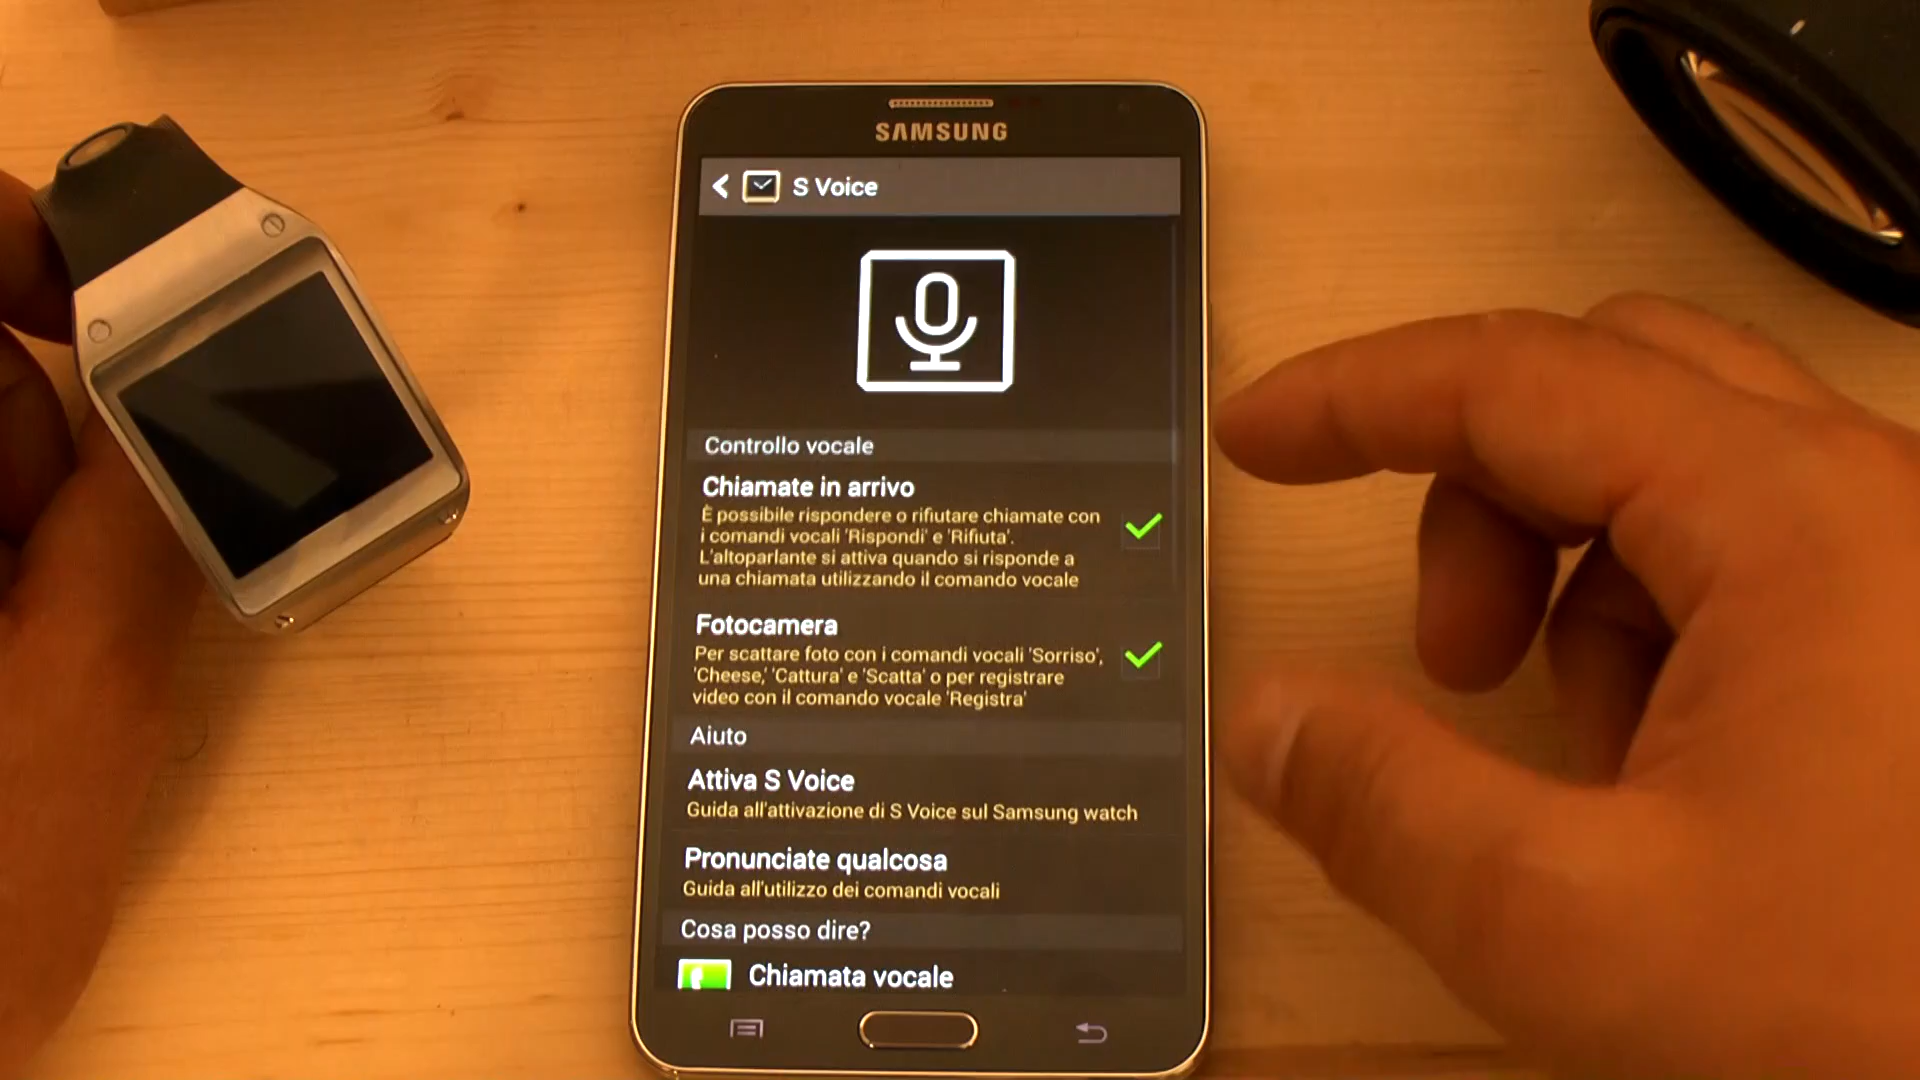 SAMSUNG
S Voice
Controllo vocale
Chiamate in arrivo
È possibile rispondere o rifiutare chiamate con
i comandi vocali 'Rispondi' e 'Rifiuta'.
L'altoparlante si attiva quando si risponde a
una chiamata utilizzando il comando vocale
Fotocamera
Per scattare foto con i comandi vocali 'Sorriso',
'Cheese,' 'Cattura' e 'Scatta' o per registrare
video con il comando vocale 'Registra'
Aiuto
Attiva S Voice
Guida all'attivazione di S Voice sul Samsung watch
Pronunciate qualcosa
Guida all'utilizzo dei comandi vocali
Cosa posso dire?
Chiamata vocale